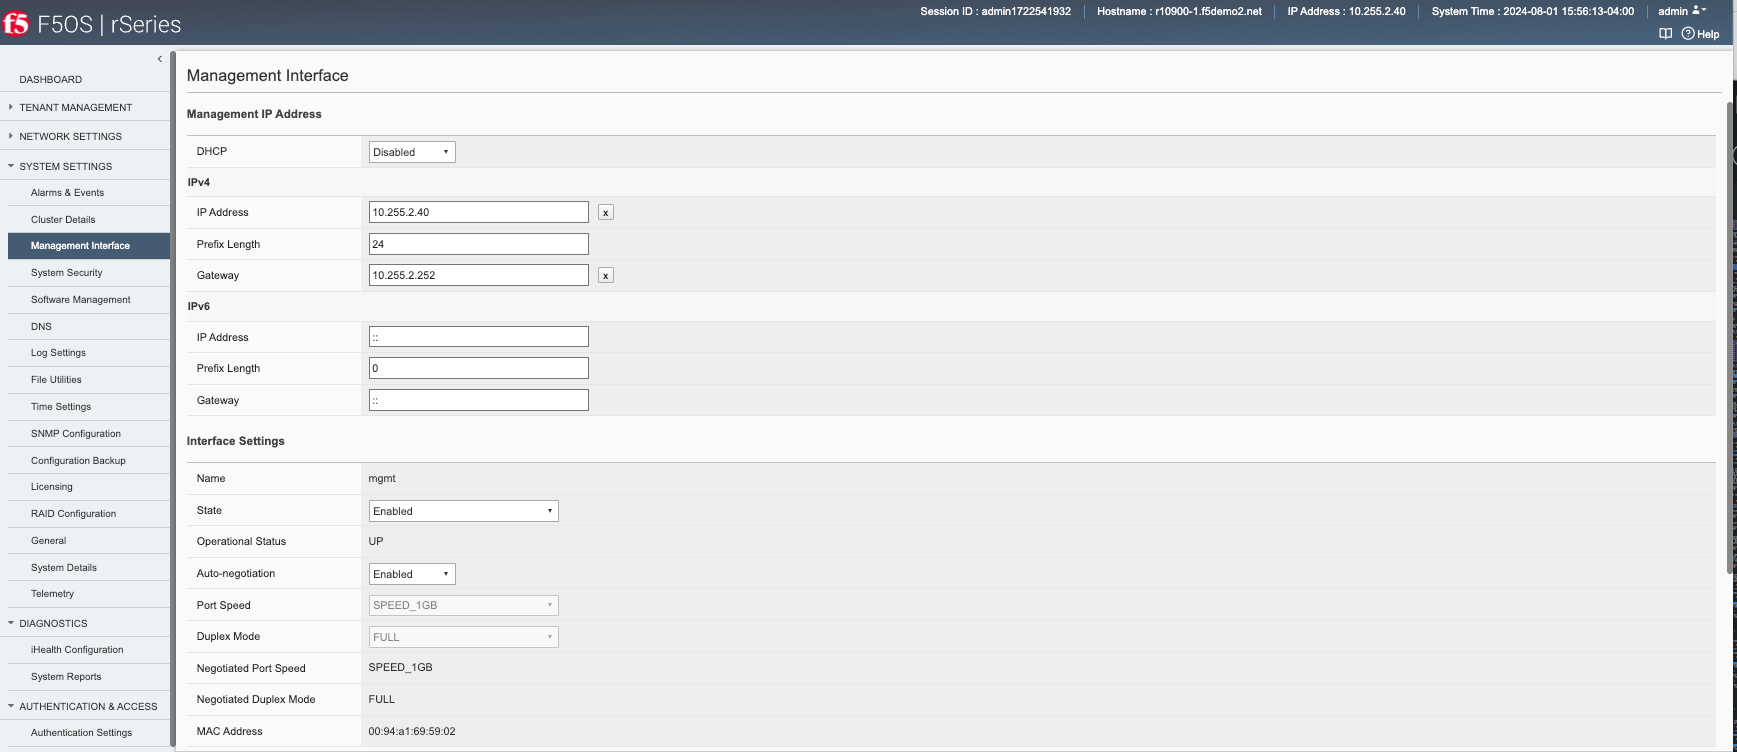 f5 F5OS | rSeries
Session ID : admin1722541932 Hostname : r10900-1.f5demo2.net IP Address : 10.255.2.40 System Time : 2024-08-01 15:56:13-04:00 admin
Help
DASHBOARD
TENANT MANAGEMENT
NETWORK SETTINGS
SYSTEM SETTINGS
Alarms & Events
Cluster Details
Management Interface
System Security
Software Management
DNS
Log Settings
File Utilities
Time Settings
SNMP Configuration
Configuration Backup
Licensing
RAID Configuration
General
System Details
Telemetry
DIAGNOSTICS
iHealth Configuration
System Reports
AUTHENTICATION & ACCESS
Authentication Settings
Management Interface
Management IP Address
DHCP Disabled
IPv4
IP Address 10.255.2.40 x
Prefix Length 24
Gateway 10.255.2.252 x
IPv6
IP Address ::
Prefix Length 0
Gateway ::
Interface Settings
Name mgmt
State Enabled
Operational Status UP
Auto-negotiation Enabled
Port Speed SPEED_1GB
Duplex Mode FULL
Negotiated Port Speed SPEED_1GB
Negotiated Duplex Mode FULL
MAC Address 00:94:a1:69:59:02